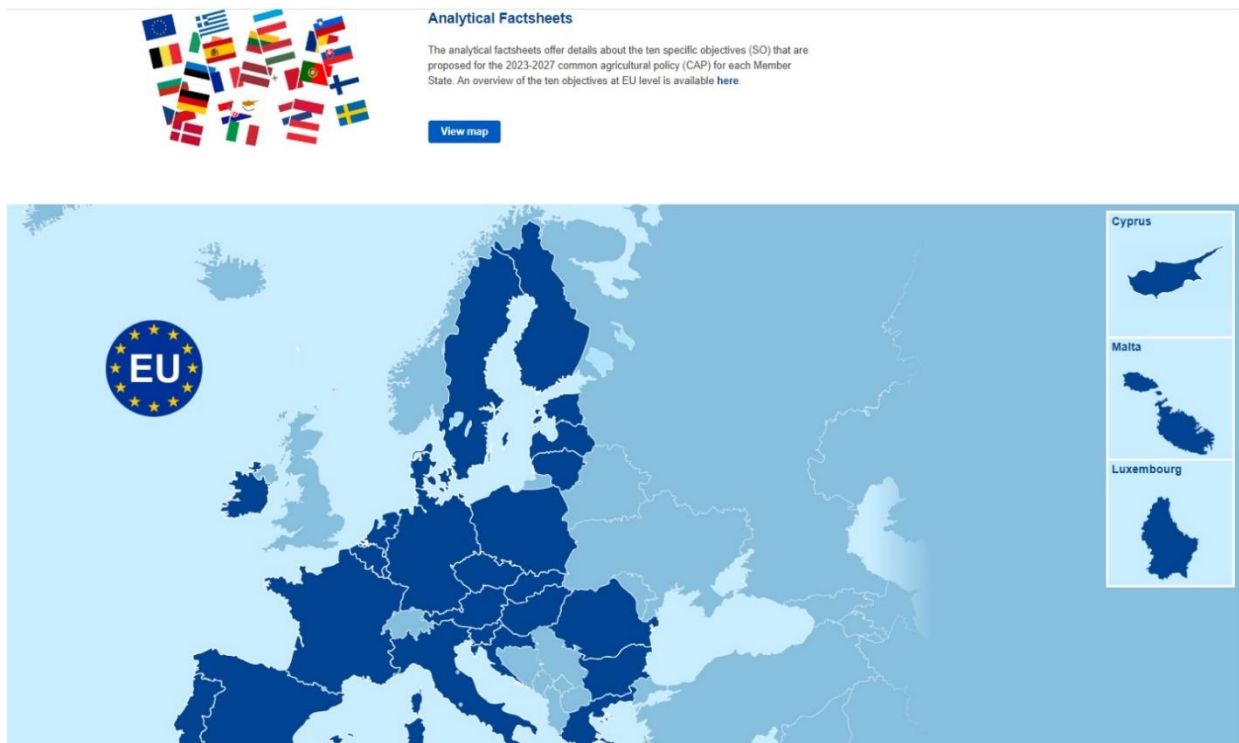 Analytical Factsheets
The analytical factsheets offer details about the ten specific objectives (SO) that are
proposed for the 2023-2027 common agricultural policy (CAP) for each Member
State. An overview of the ten objectives at EU level is available here.
View map
EU
Cyprus
Malta
Luxembourg